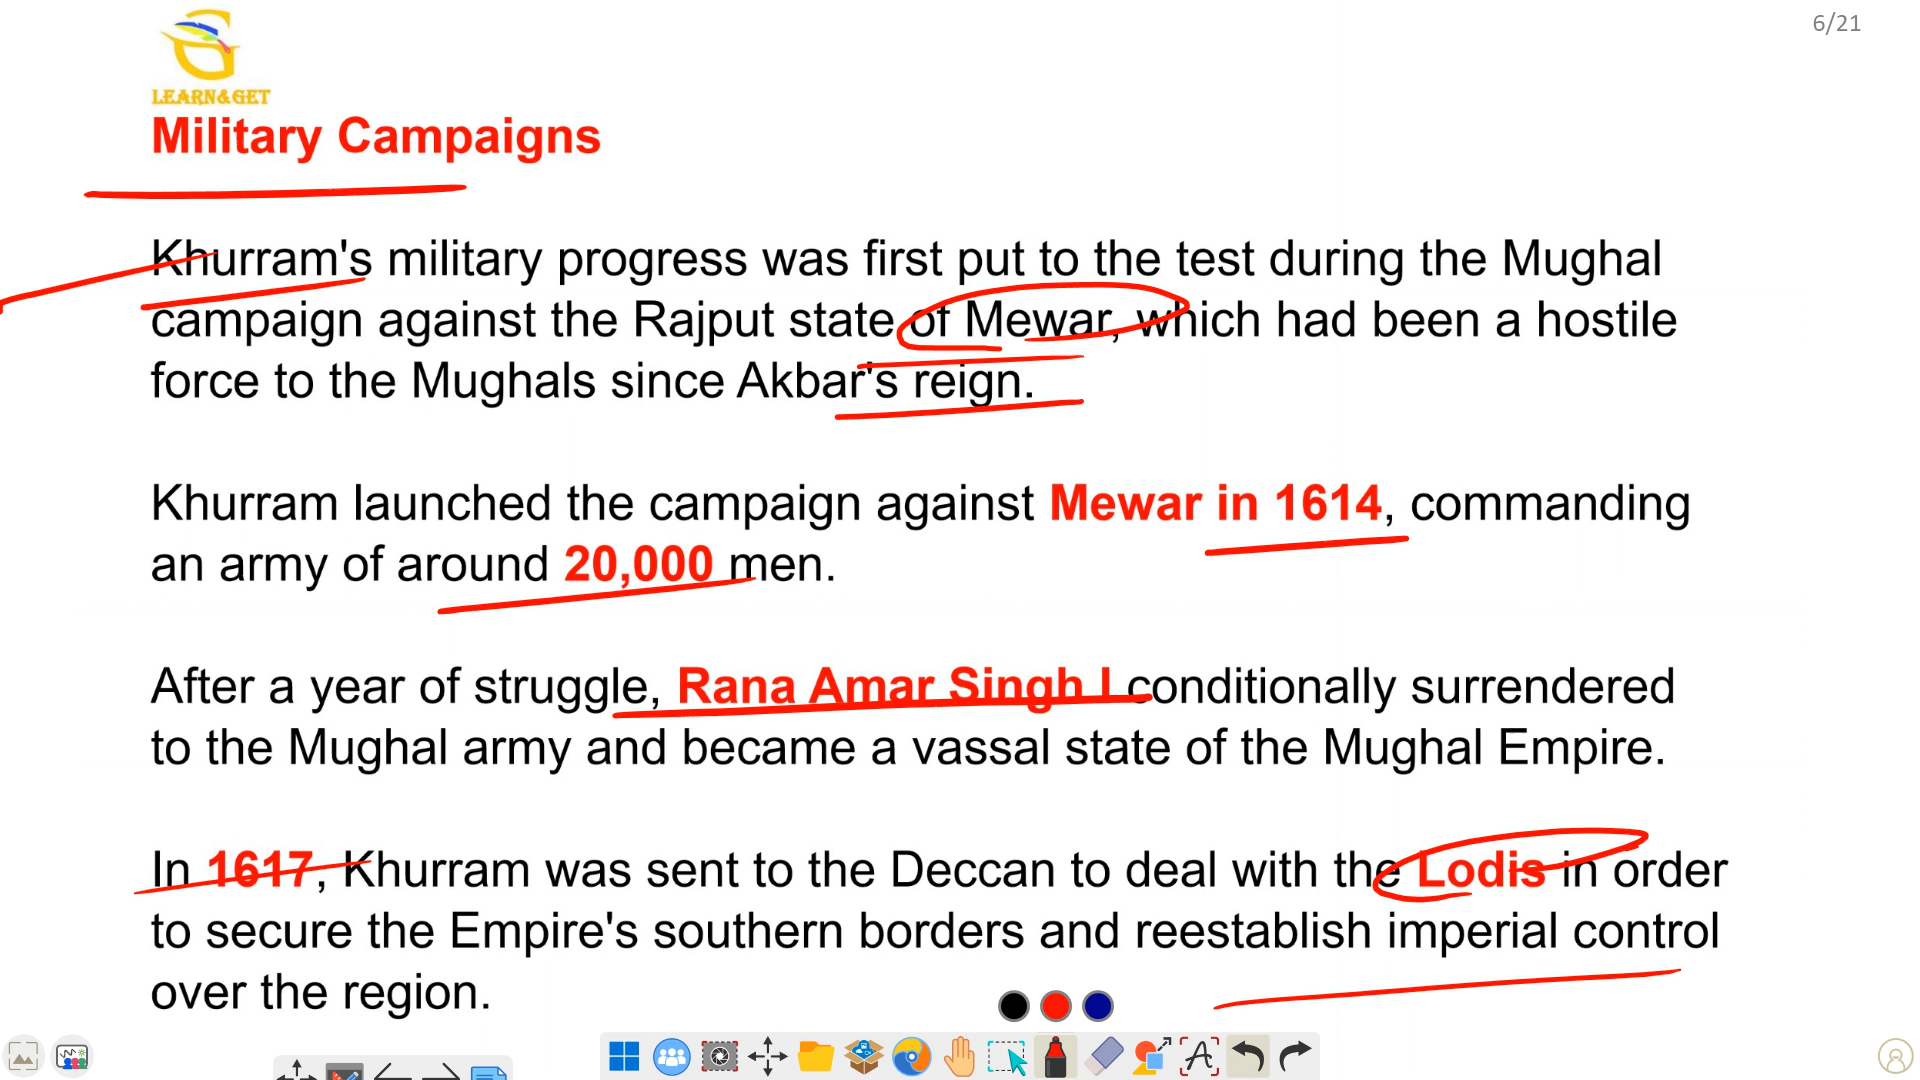 6/21
LEARN&GET
Military Campaigns
Khurram's military progress was first put to the test during the Mughal
campaign against the Rajput state of Mewar, which had been a hostile
force to the Mughals since Akbar's reign.
Khurram launched the campaign against Mewar in 1614, commanding
an army of around 20,000 men.
After a year of struggle, Rana Amar Singh I conditionally surrendered
to the Mughal army and became a vassal state of the Mughal Empire.
In 1617, Khurram was sent to the Deccan to deal with the Lodis in order
to secure the Empire's southern borders and reestablish imperial control
over the region.